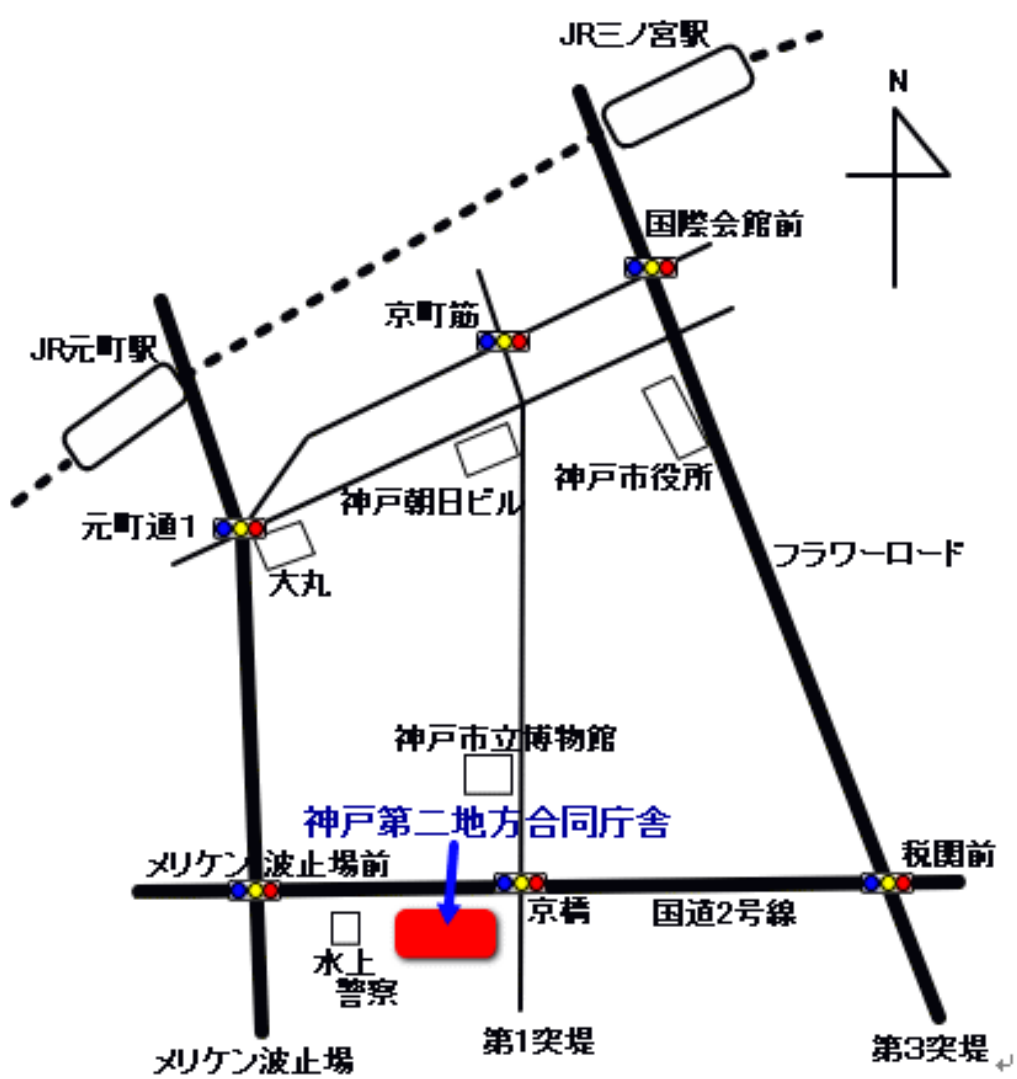 JR三ノ宮駅
N
国際会館前
京町筋
JR元町駅
神戸市役所
神戸朝日ビル
元町通1
フラワーロード
大丸
神戸市立博物館
神戸第二地方合同庁舎
メリケン波止場前
税関前
京橋
国道2号線
水上
警察
第1突堤
第3突堤
メリケン波止場